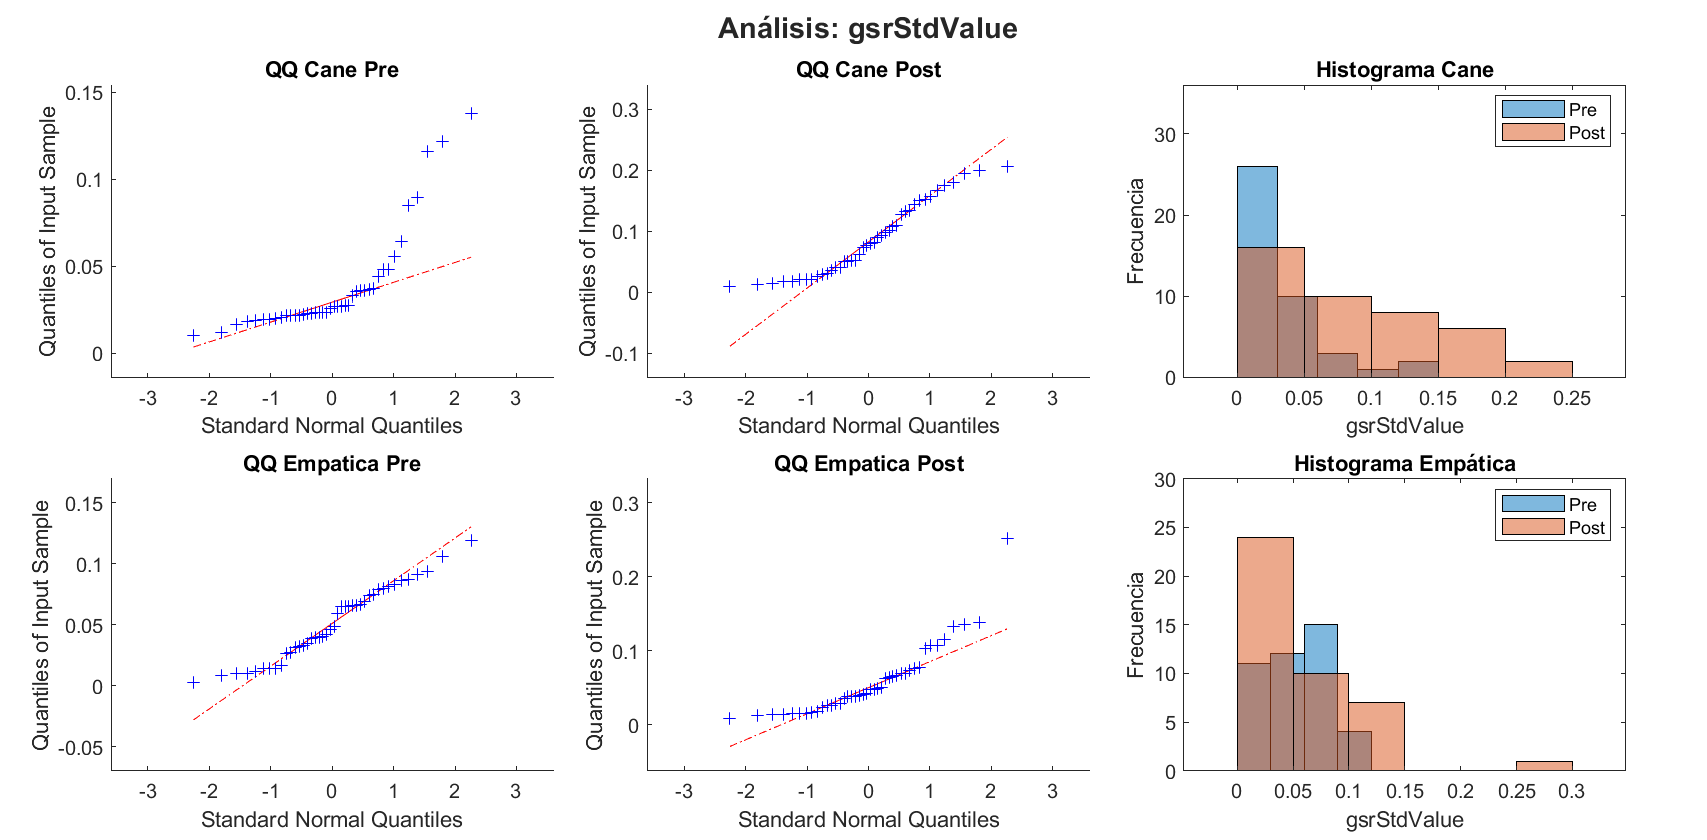 Análisis: gsrStdValue
QQ Cane Pre
Quantiles of Input Sample
0.15
0.1
0.05
0
-3 -2 -1 0 1 2 3
Standard Normal Quantiles
QQ Cane Post
Quantiles of Input Sample
0.3
0.2
0.1
0
-0.1
-3 -2 -1 0 1 2 3
Standard Normal Quantiles
Histograma Cane
Pre
Post
Frecuencia
30
20
10
0
0 0.05 0.1 0.15 0.2 0.25
gsrStdValue
QQ Empatica Pre
Quantiles of Input Sample
0.15
0.1
0.05
0
-0.05
-3 -2 -1 0 1 2 3
Standard Normal Quantiles
QQ Empatica Post
Quantiles of Input Sample
0.3
0.2
0.1
0
-3 -2 -1 0 1 2 3
Standard Normal Quantiles
Histograma Empática
Pre
Post
Frecuencia
30
25
20
15
10
5
0
0 0.05 0.1 0.15 0.2 0.25 0.3
gsrStdValue